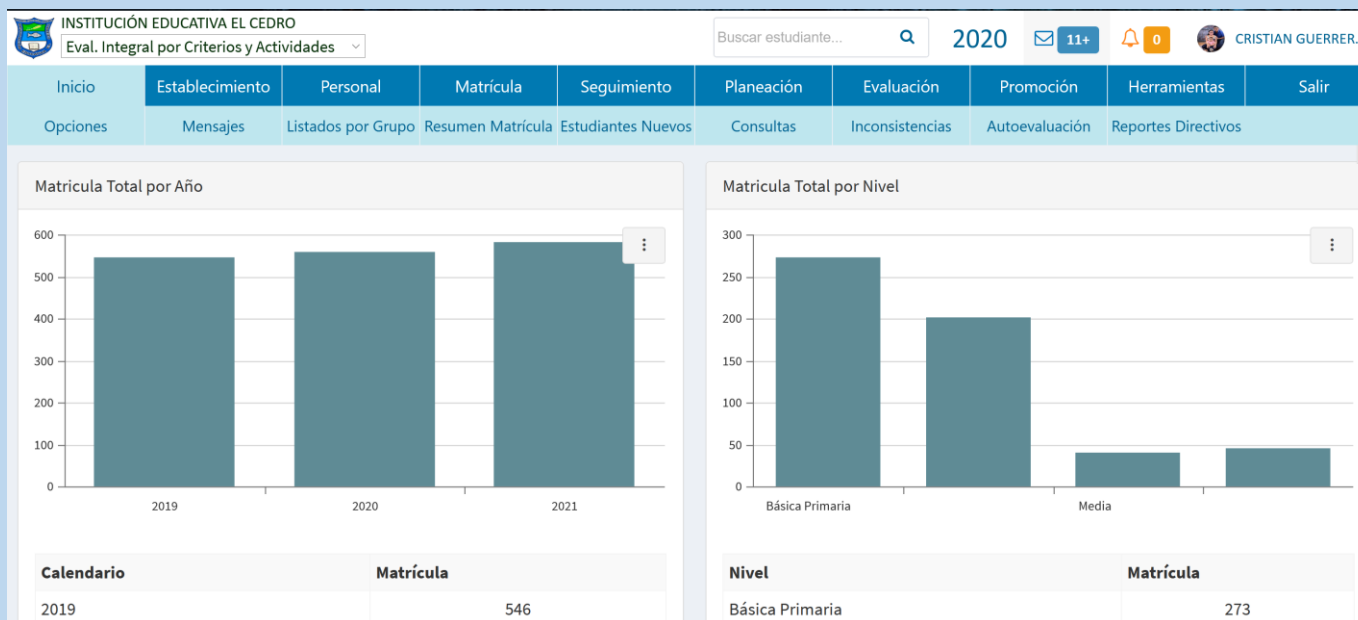 INSTITUCIÓN EDUCATIVA EL CEDRO
Eval. Integral por Criterios y Actividades
Buscar estudiante...
2020
11+
0
CRISTIAN GUERRER.
Inicio Establecimiento Personal Matrícula Seguimiento Planeación Evaluación Promoción Herramientas Salir
Opciones Mensajes Listados por Grupo Resumen Matrícula Estudiantes Nuevos Consultas Inconsistencias Autoevaluación Reportes Directivos
Matricula Total por Año
600
500
400
300
200
100
0
2019 2020 2021
Calendario Matrícula
2019 546
Matricula Total por Nivel
300
250
200
150
100
50
0
Básica Primaria Media
Nivel Matrícula
Básica Primaria 273